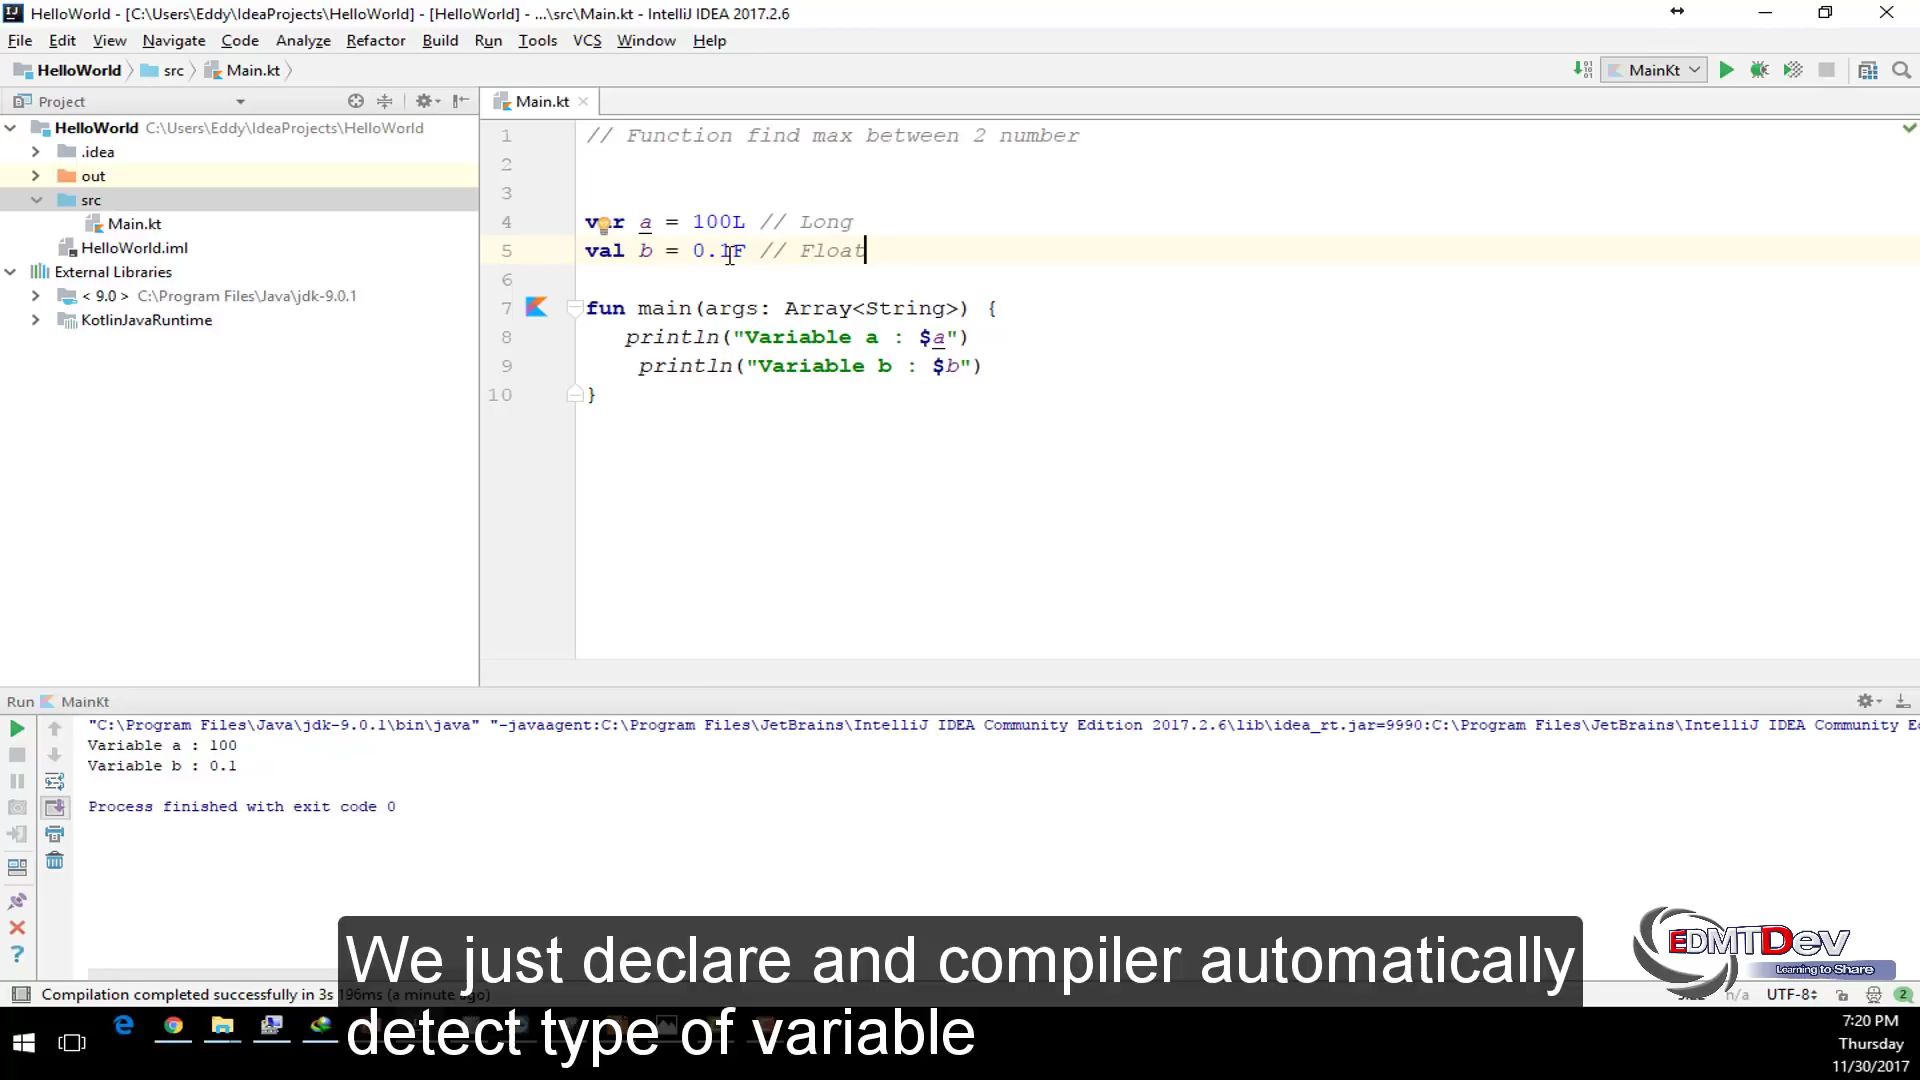 HelloWorld - [C:\Users\Eddy\IdeaProjects\HelloWorld] - [HelloWorld] - ...\src\Main.kt - IntelliJ IDEA 2017.2.6
File Edit View Navigate Code Analyze Refactor Build Run Tools VCS Window Help
HelloWorld src Main.kt MainKt
Project
HelloWorld C:\Users\Eddy\IdeaProjects\HelloWorld
.idea
out
src
Main.kt
HelloWorld.iml
External Libraries
< 9.0 > C:\Program Files\Java\jdk-9.0.1
KotlinJavaRuntime
Main.kt
1 // Function find max between 2 number
2
3
4 var a = 100L // Long
5 val b = 0.1F // Float
6
7 fun main(args: Array<String>) {
8 println("Variable a : $a")
9 println("Variable b : $b")
10 }
Run MainKt
"C:\Program Files\Java\jdk-9.0.1\bin\java" "-javaagent:C:\Program Files\JetBrains\IntelliJ IDEA Community Edition 2017.2.6\lib\idea_rt.jar=9990:C:\Program Files\JetBrains\IntelliJ IDEA Community E
Variable a : 100
Variable b : 0.1
Process finished with exit code 0
We just declare and compiler automatically
detect type of variable
EDMTDev
Learning to Share
Compilation completed successfully in 3s 196ms (a minute ago)
n/a UTF-8 2
7:20 PM
Thursday
11/30/2017